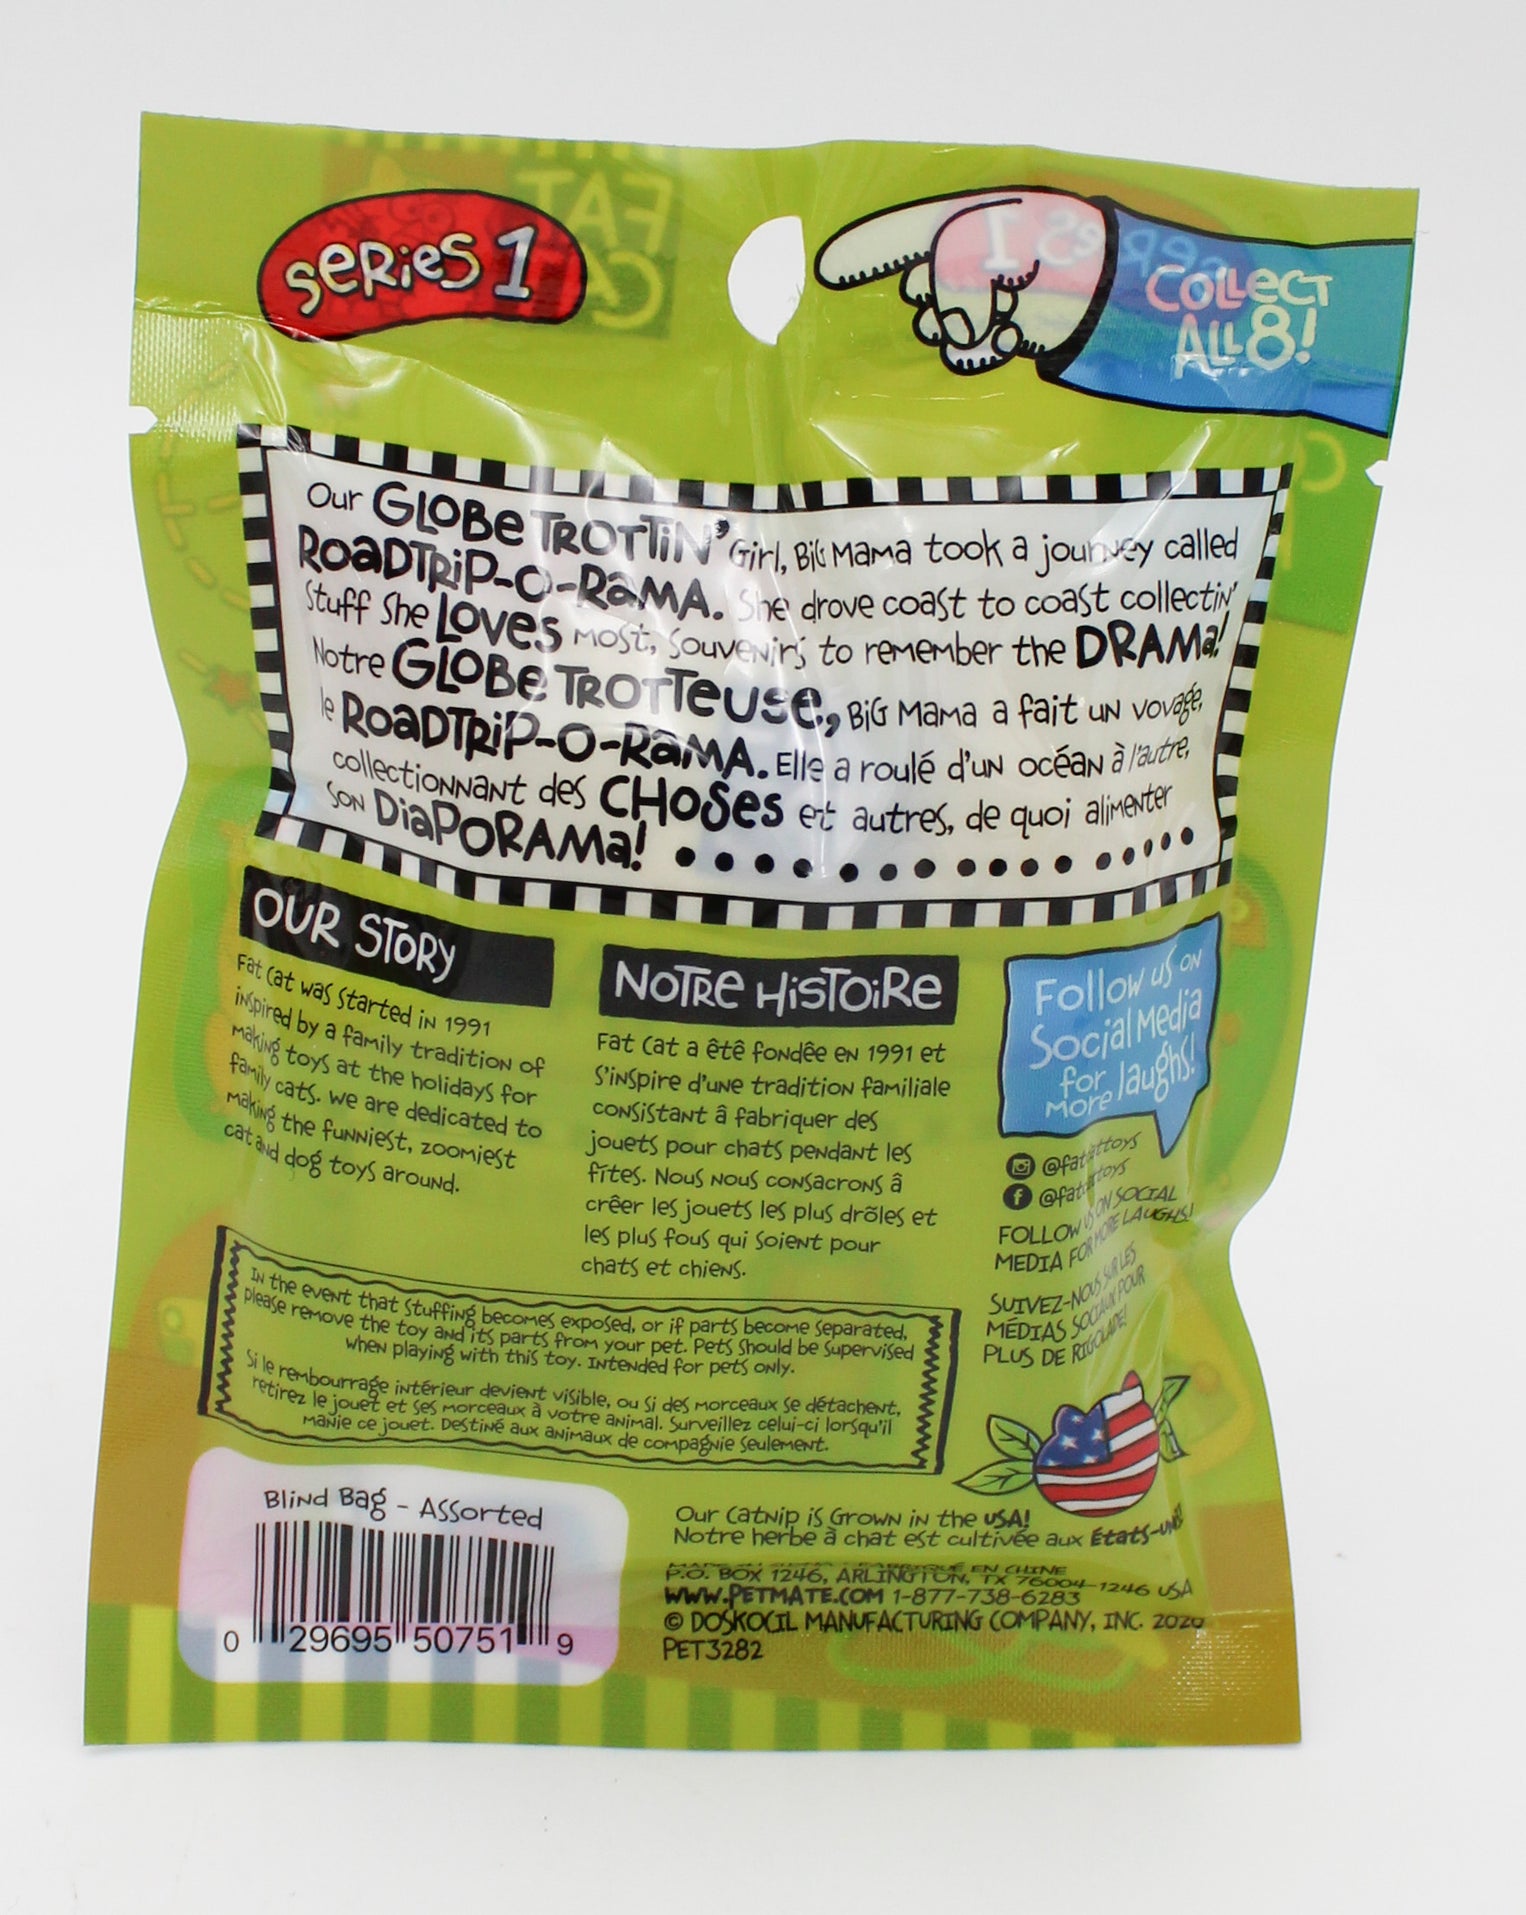 SERIES 1
COLLECT
ALL 8!
Our GLOBE TROTTIN' Girl, Big Mama took a journey called
ROADTRIP-O-RAMA. She drove coast to coast collectin'
stuff she LOVES most, souvenirs to remember the DRAMA!
Notre GLOBE TROTTEUSE, BIG Mama a fait un vovage,
le ROADTRIP-O-RAMA. Elle a roulé d'un océan à l'autre,
collectionnant des CHOSES et autres, de quoi alimenter
son DIAPORAMA!
OUR STORY
Fat Cat was started in 1991
inspired by a family tradition of
making toys at the holidays for
family cats. We are dedicated to
making the funniest, zoomiest
cat and dog toys around.
NOTRE HISTOIRE
Fat Cat a étê fondêe en 1991 et
s'inspire d'une tradition familiale
consistant â fabriquer des
jouets pour chats pendant les
fítes. Nous nous consacrons â
crêer les jouets les plus drõles et
les plus fous qui soient pour
chats et chiens.
Follow us on
Social Media
for
more laughs!
@fatcattoys
@fatcattoys
FOLLOW US ON SOCIAL
MEDIA FOR MORE LAUGHS!
SUIVEZ-NOUS SUR LES
MÉDIAS SOCIAUX POUR
PLUS DE RIGOLADE!
In the event that stuffing becomes exposed, or if parts become separated,
please remove the toy and its parts from your pet. Pets should be supervised
when playing with this toy. Intended for pets only.
Si le rembourrage intérieur devient visible, ou si des morceaux se détachent,
retirez le jouet et ses morceaux à votre animal. Surveillez celui-ci lorsqu'il
manie ce jouet. Destiné aux animaux de compagnie seulement.
Blind Bag - Assorted
0 29695 50751 9
Our Catnip is Grown in the USA!
Notre herbe à chat est cultivée aux États-Unis!
FABRIQUÉ EN CHINE
P.O. BOX 1246, ARLINGTON, TX 76004-1246 USA
WWW.PETMATE.COM 1-877-738-6283
© DOSKOCIL MANUFACTURING COMPANY, INC. 2020
PET3282